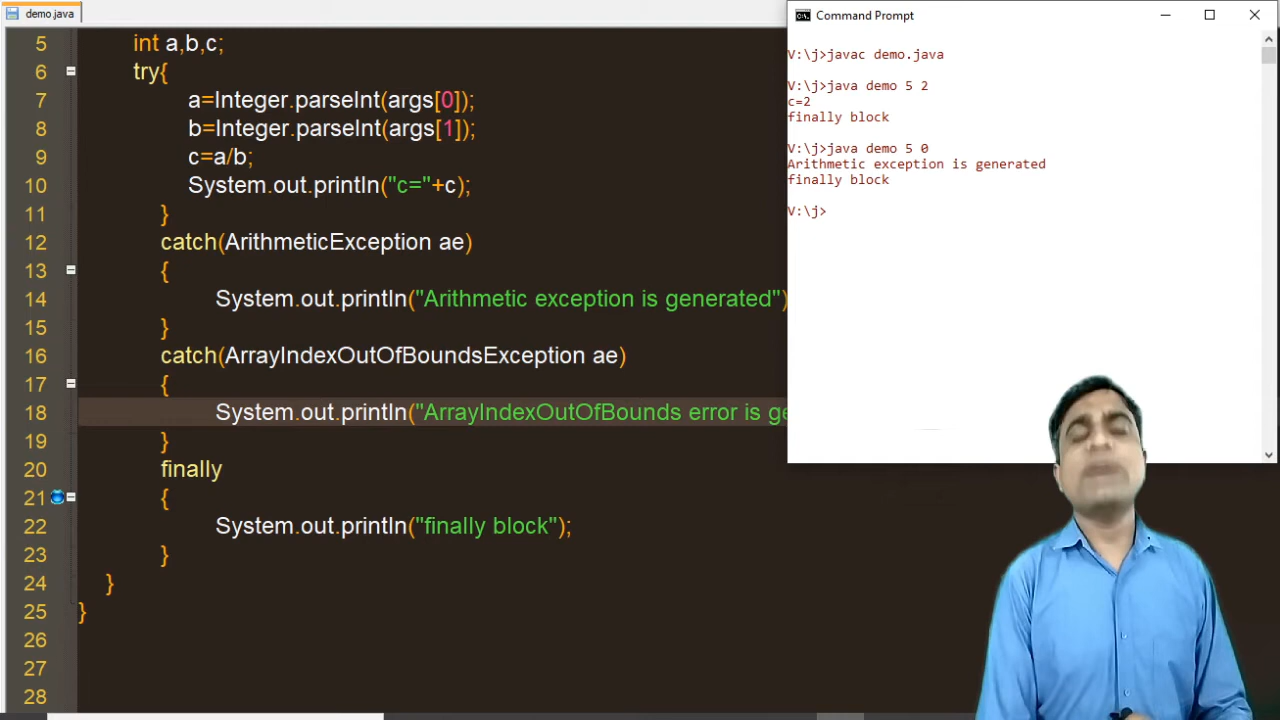 demo.java
5 int a,b,c;
6 try{
7 a=Integer.parseInt(args[0]);
8 b=Integer.parseInt(args[1]);
9 c=a/b;
10 System.out.println("c="+c);
11 }
12 catch(ArithmeticException ae)
13 {
14 System.out.println("Arithmetic exception is generated")
15 }
16 catch(ArrayIndexOutOfBoundsException ae)
17 {
18 System.out.println("ArrayIndexOutOfBounds error is ge
19 }
20 finally
21 {
22 System.out.println("finally block");
23 }
24 }
25 }
26
27
28
Command Prompt
V:\j>javac demo.java
V:\j>java demo 5 2
c=2
finally block
V:\j>java demo 5 0
Arithmetic exception is generated
finally block
V:\j>